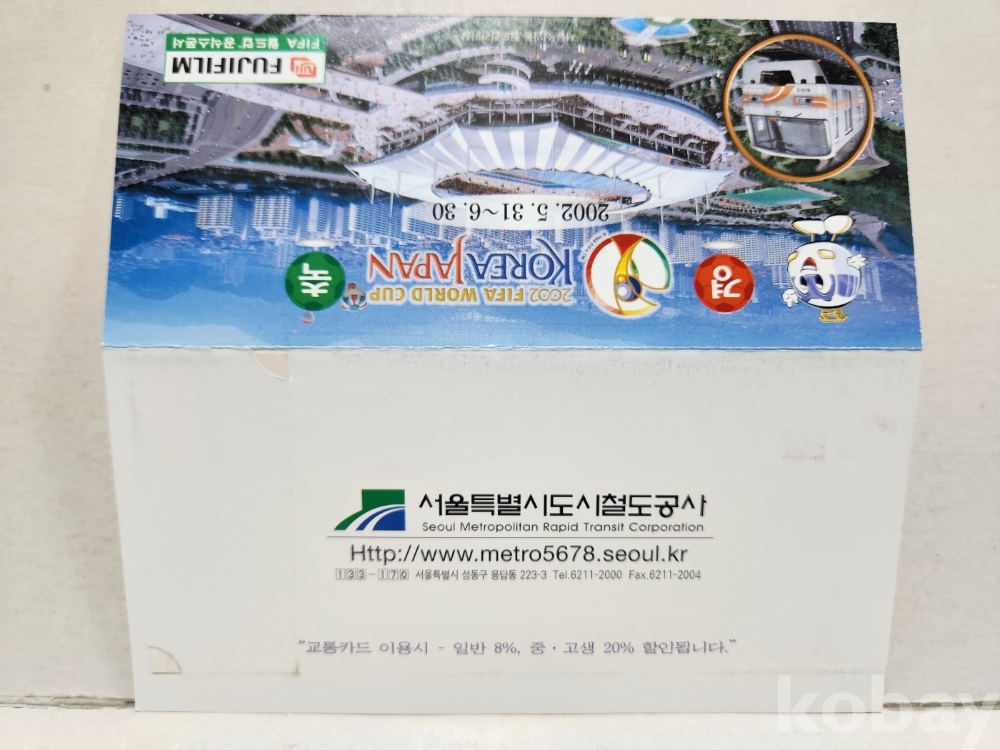 FUJIFILM
FIFA 월드컵™ 공식스폰서
축
경
2002 FIFA WORLD CUP
KOREA JAPAN
2002. 5. 31~6. 30
서울특별시도시철도공사
Seoul Metropolitan Rapid Transit Corporation
Http://www.metro5678.seoul.kr
133-170 서울특별시 성동구 용답동 223-3 Tel.6211-2000 Fax.6211-2004
"교통카드 이용시 - 일반 8%, 중·고생 20% 할인됩니다."
kobay